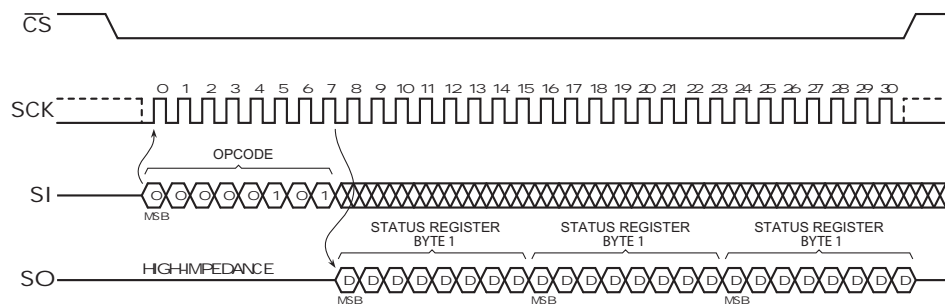 CS
0 1 2 3 4 5 6 7 8 9 10 11 12 13 14 15 16 17 18 19 20 21 22 23 24 25 26 27 28 29 30
SCK
OPCODE
SI 0 0 0 0 0 1 0 1
MSB
STATUS REGISTER BYTE 1
STATUS REGISTER BYTE 1
STATUS REGISTER BYTE 1
HIGH-IMPEDANCE
SO D D D D D D D D D D D D D D D D D D D D D D D D
MSB MSB MSB